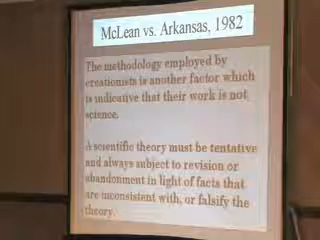 McLean vs. Arkansas, 1982
The methodology employed by
creationists is another factor which
is indicative that their work is not
science.
A scientific theory must be tentative
and always subject to revision or
abandonment in light of facts that
are inconsistent with, or falsify the
theory.